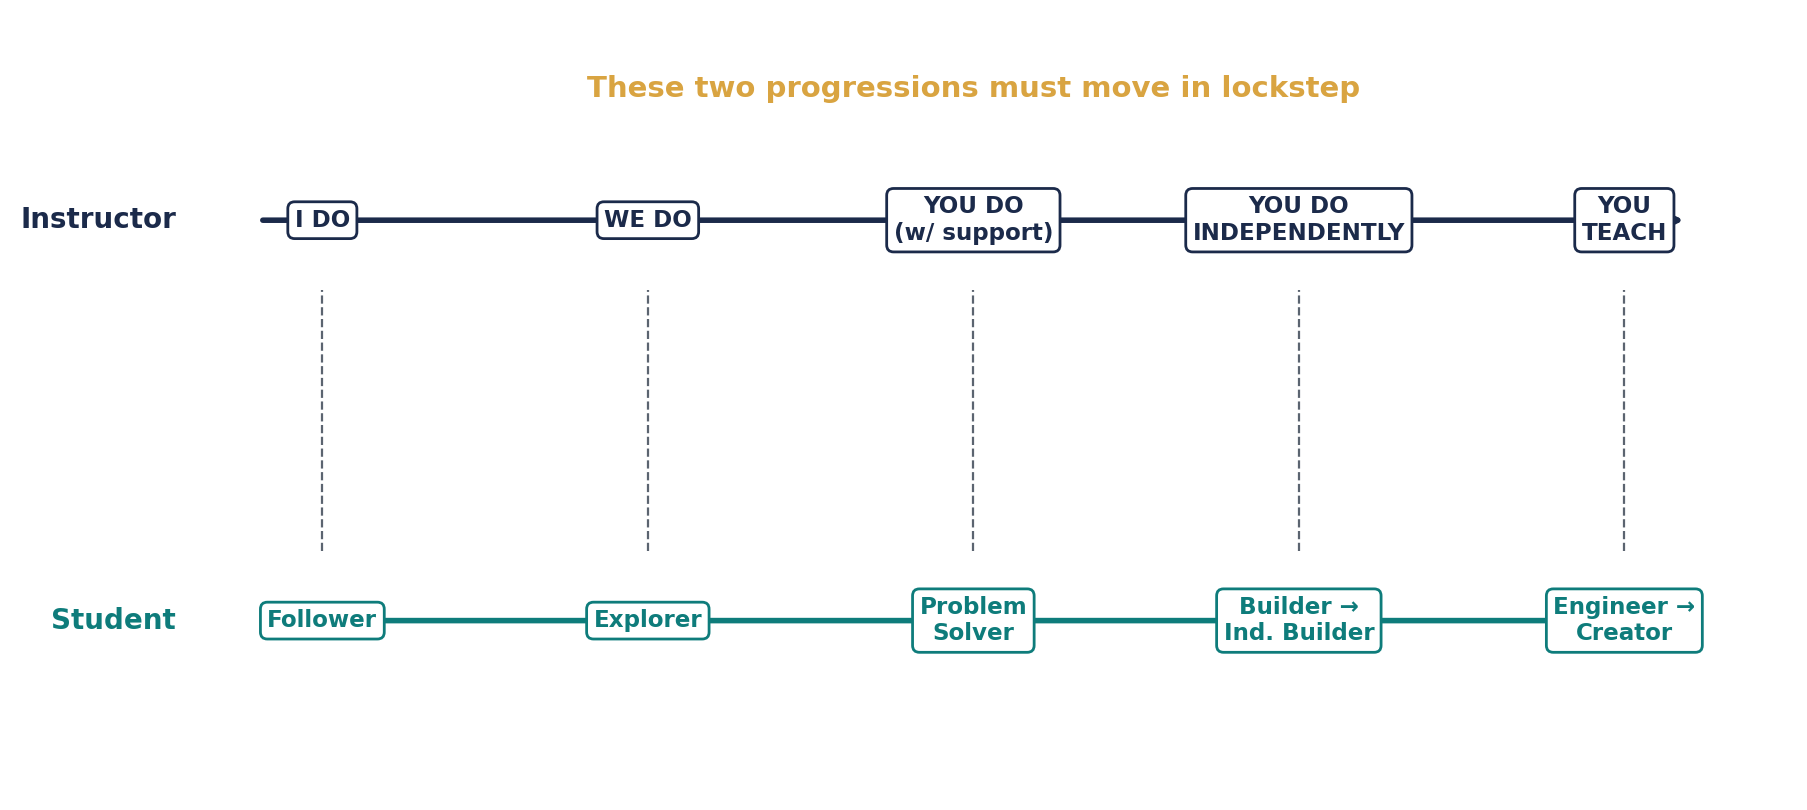 These two progressions must move in lockstep
Instructor
I DO
WE DO
YOU DO
(w/ support)
YOU DO
INDEPENDENTLY
YOU
TEACH
Student
Follower
Explorer
Problem
Solver
Builder →
Ind. Builder
Engineer →
Creator